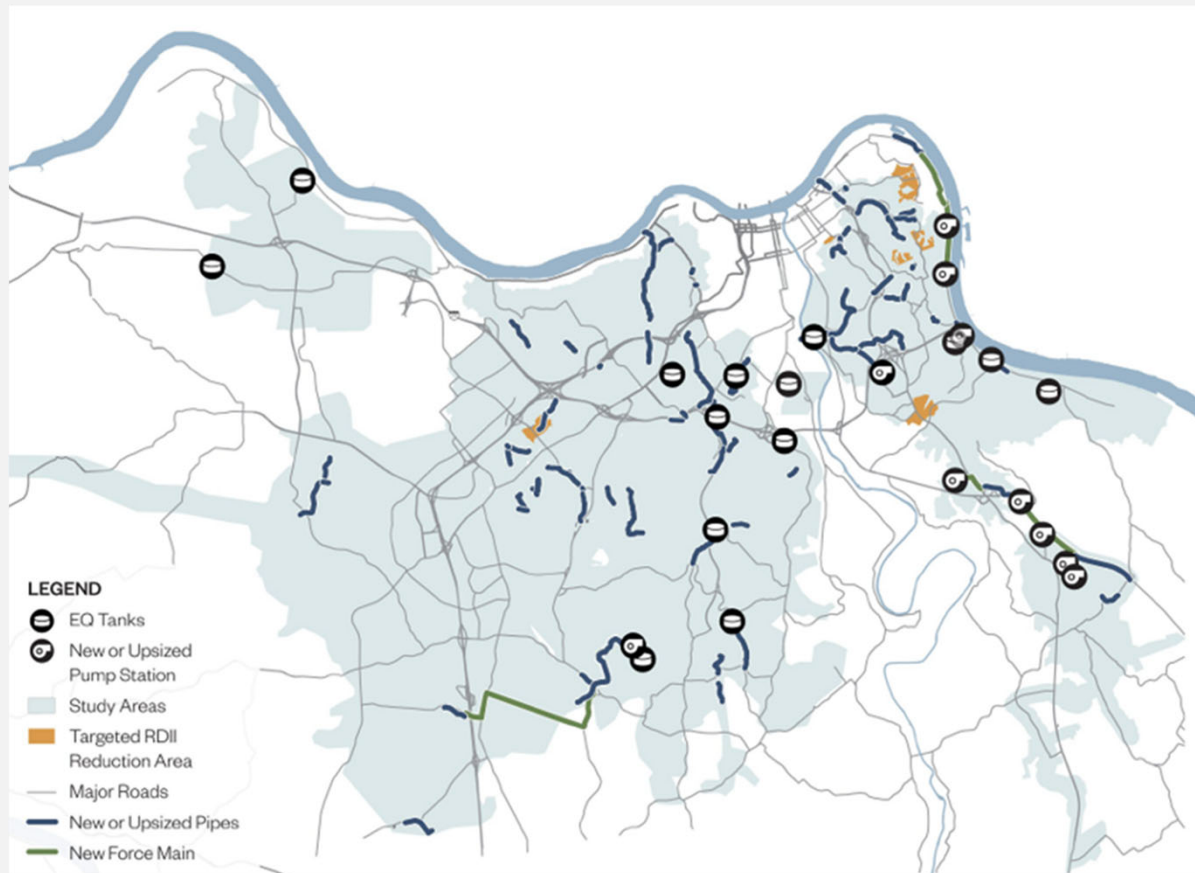 LEGEND
EQ Tanks
New or Upsized
Pump Station
Study Areas
Targeted RDII
Reduction Area
Major Roads
New or Upsized Pipes
New Force Main